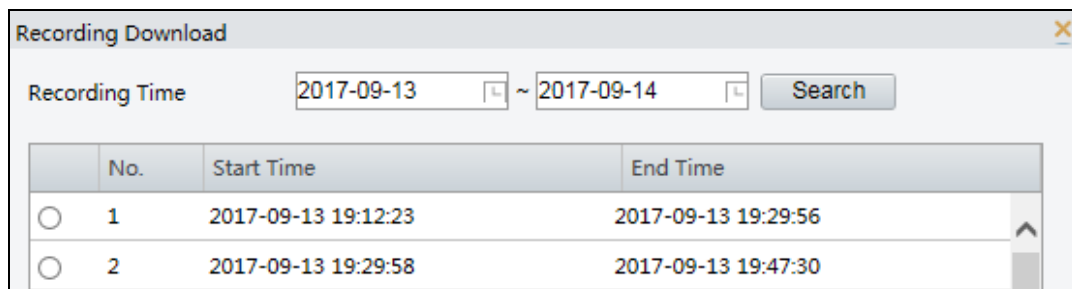 Recording Download
Recording Time 2017-09-13 ~ 2017-09-14 Search
No. Start Time End Time
1 2017-09-13 19:12:23 2017-09-13 19:29:56
2 2017-09-13 19:29:58 2017-09-13 19:47:30